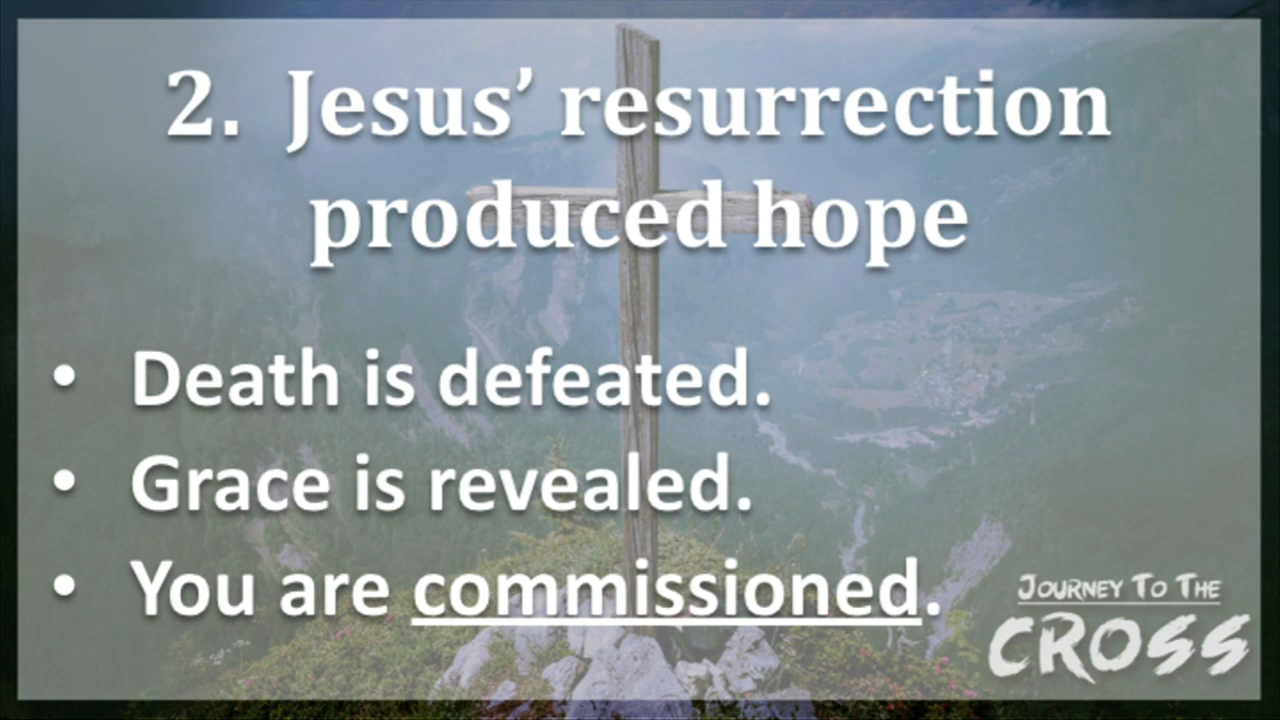 2. Jesus’ resurrection
produced hope
• Death is defeated.
• Grace is revealed.
• You are commissioned.
JOURNEY TO THE
CROSS